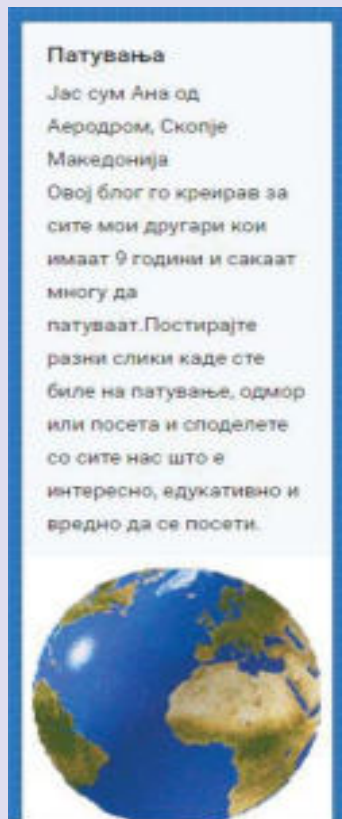 Патувања
Јас сум Ана од
Аеродром, Скопје
Македонија
Овој блог го креирав за
сите мои другари кои
имаат 9 години и сакаат
многу да
патуваат.Постирајте
разни слики каде сте
биле на патување, одмор
или посета и споделете
со сите нас што е
интересно, едукативно и
вредно да се посети.